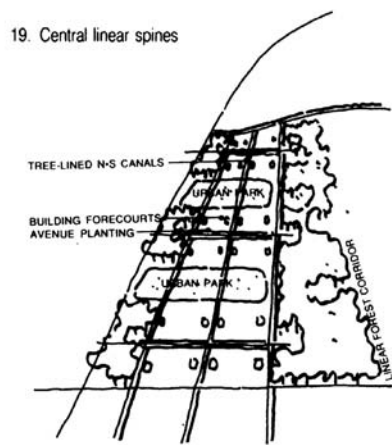 19. Central linear spines
TREE-LINED N•S CANALS
URBAN PARK
BUILDING FORECOURTS
AVENUE PLANTING
URBAN PARK
LINEAR FOREST CORRIDOR